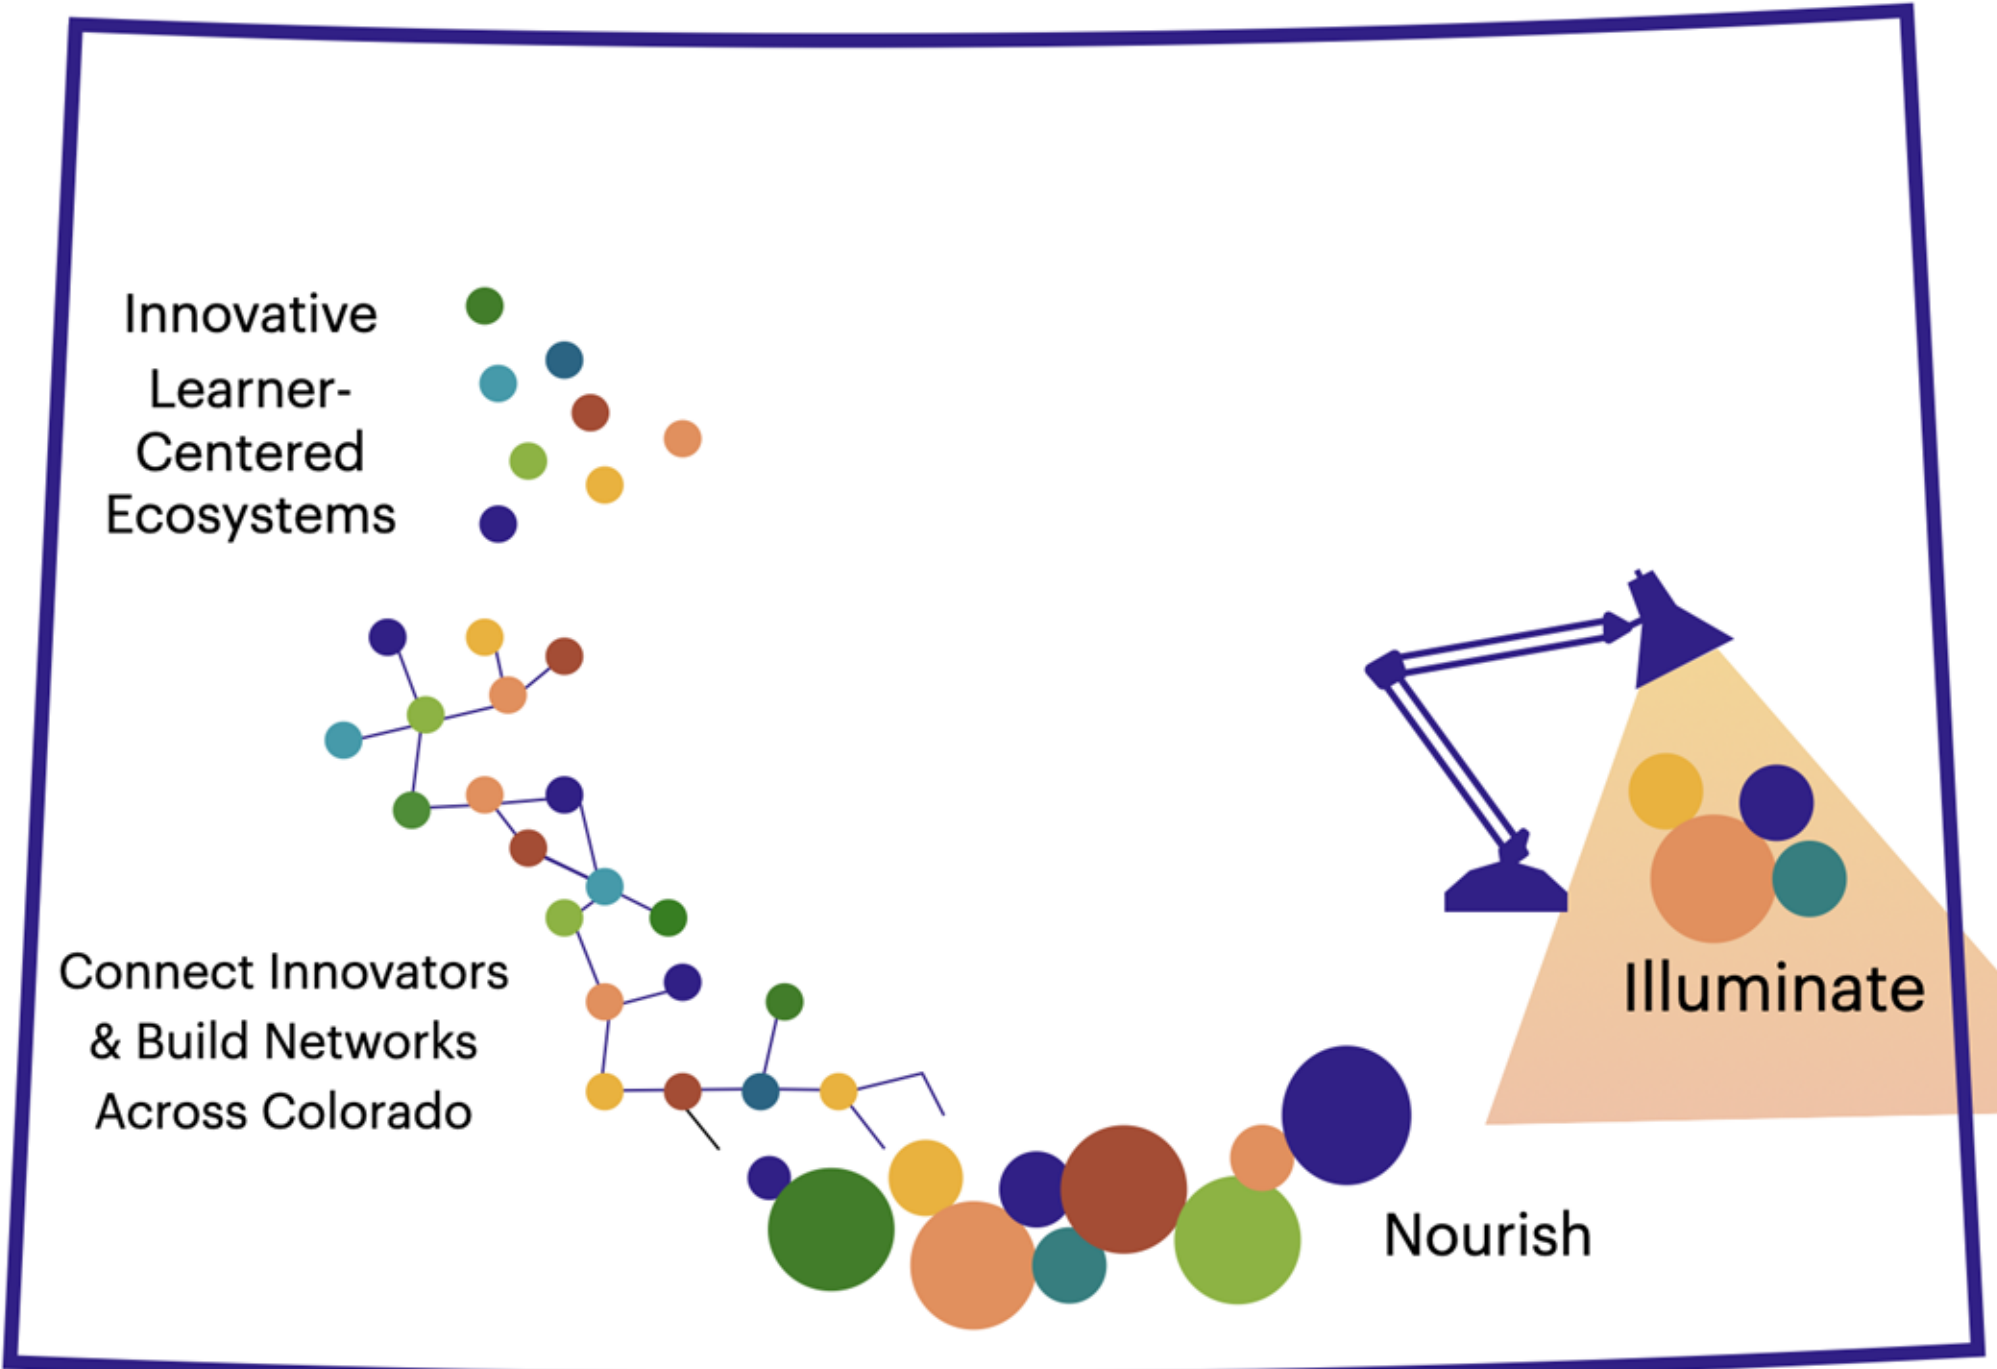 Innovative
Learner-
Centered
Ecosystems
Connect Innovators
& Build Networks
Across Colorado
Illuminate
Nourish